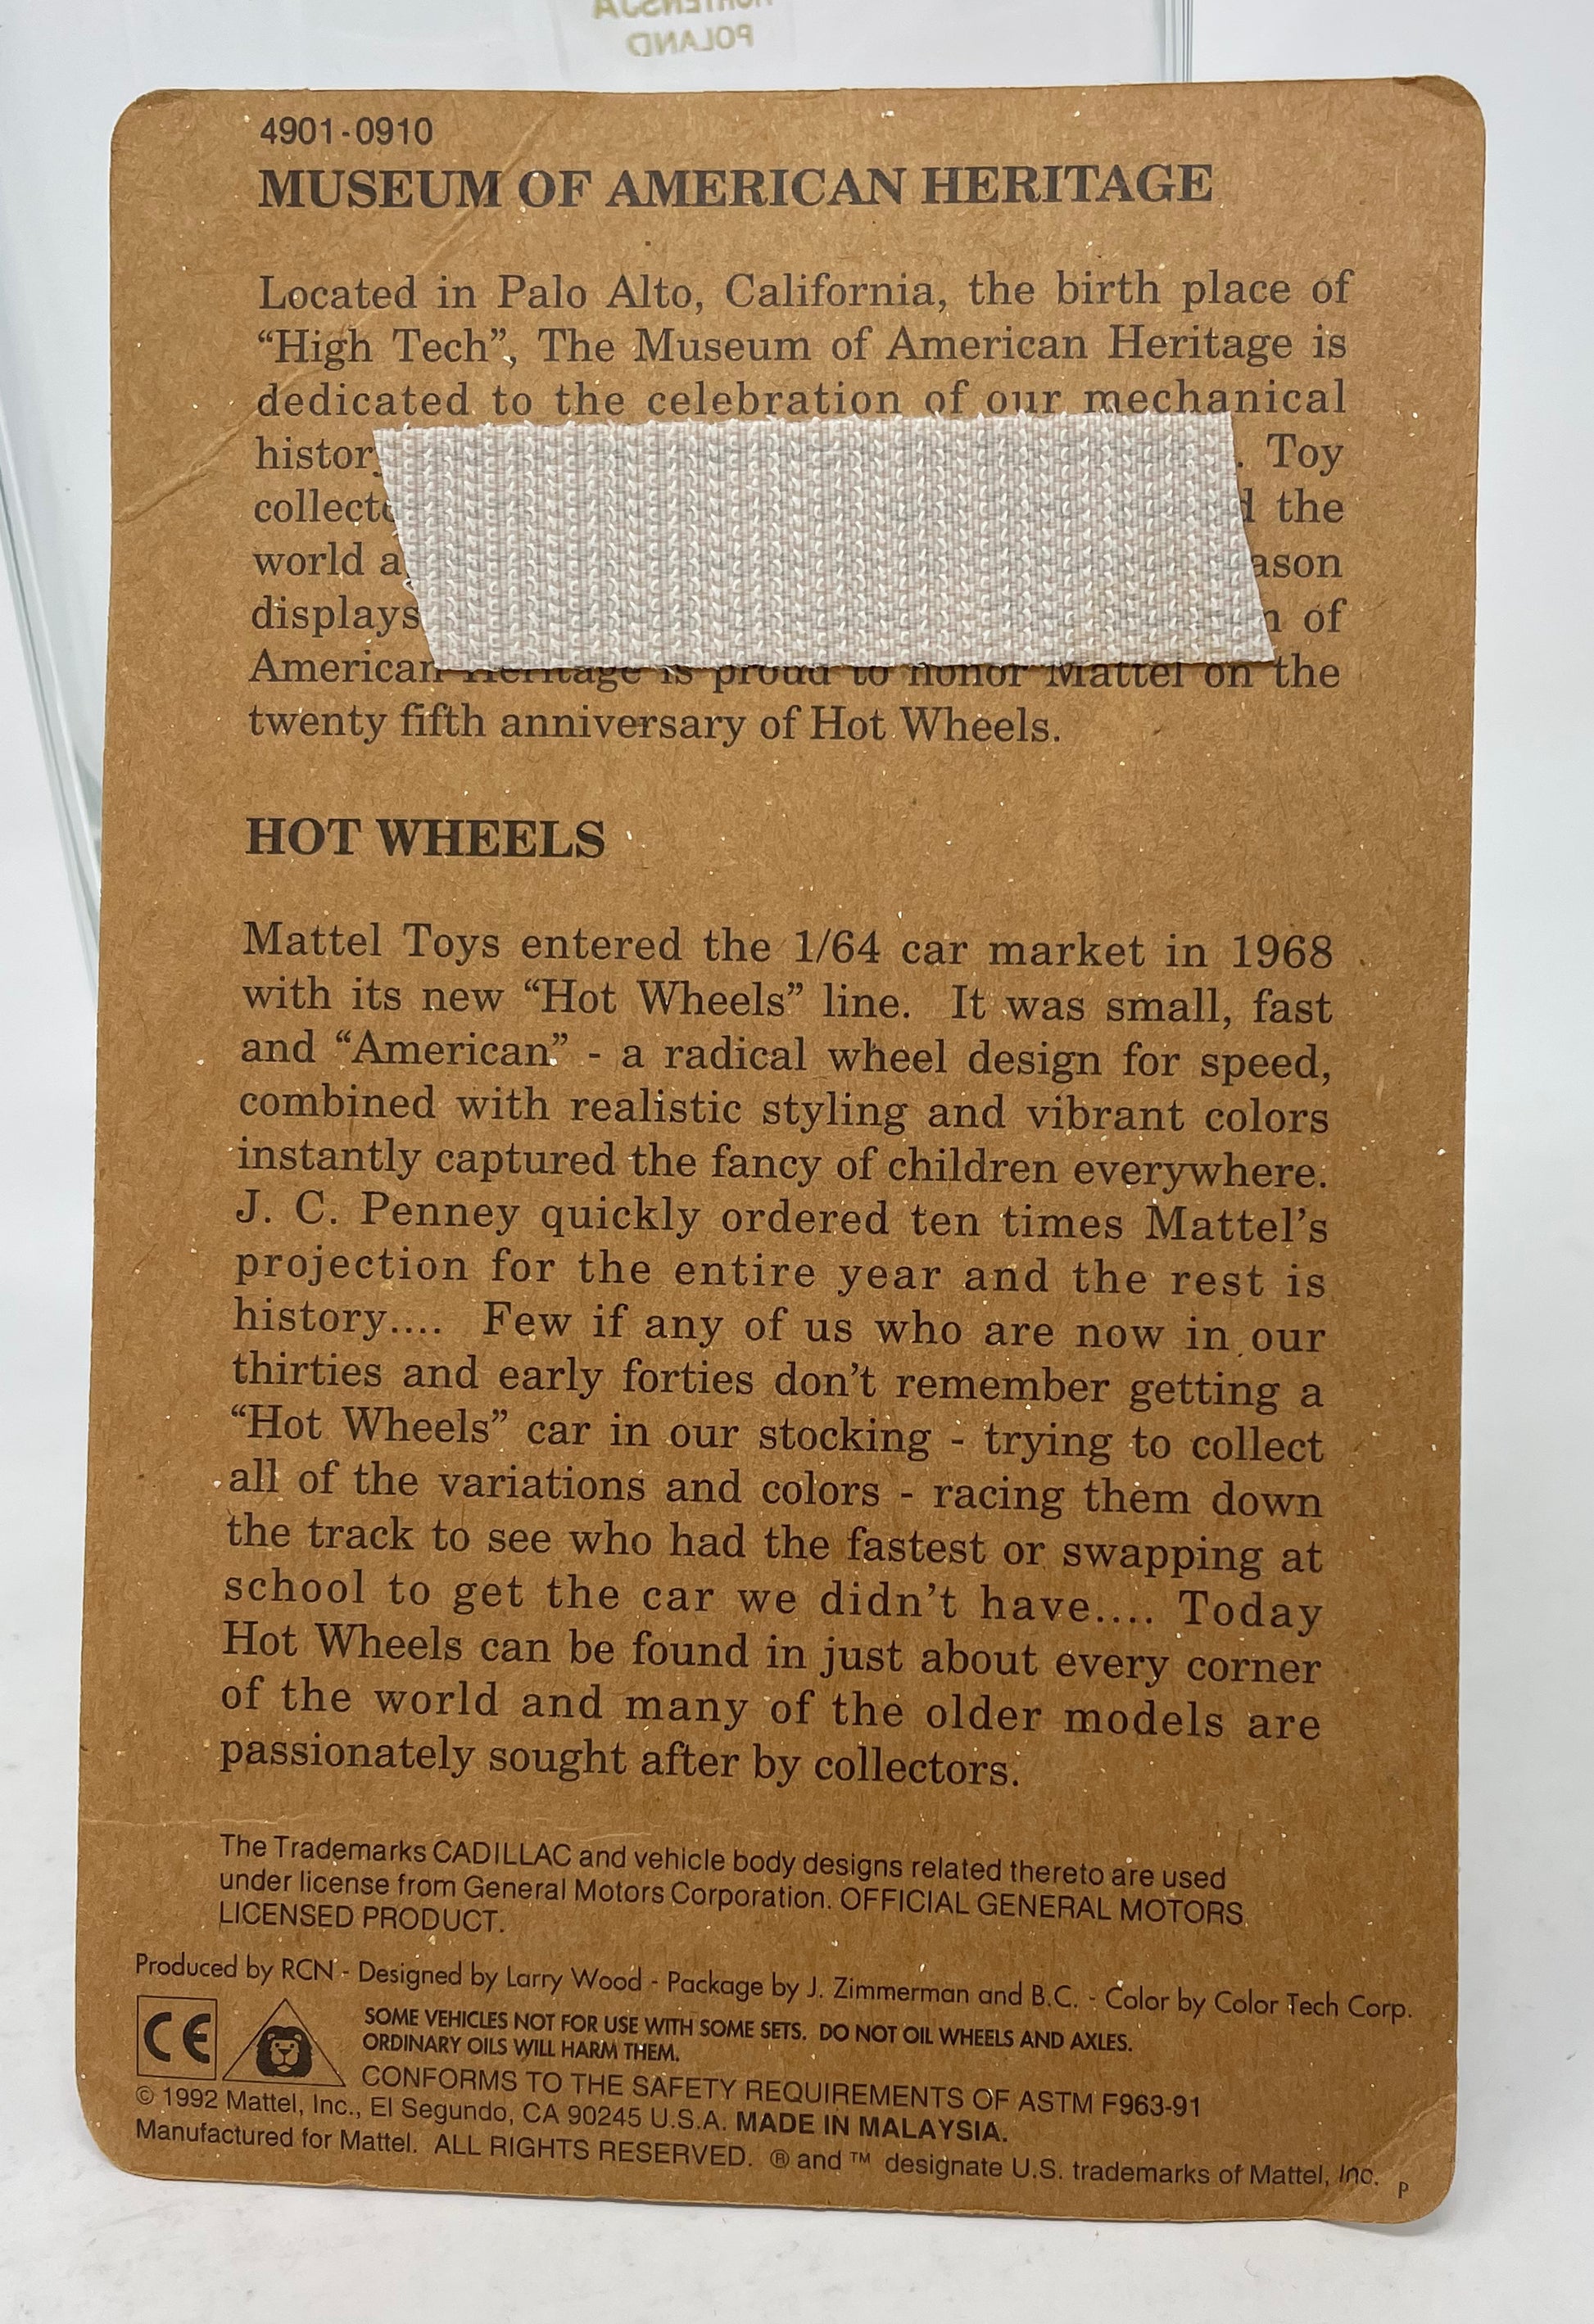 POLAND
4901-0910
MUSEUM OF AMERICAN HERITAGE
Located in Palo Alto, California, the birth place of
“High Tech”, The Museum of American Heritage is
dedicated to the celebration of our mechanical
. Toy
the
world
displays of
American Heritage is proud to honor Mattel on the
twenty fifth anniversary of Hot Wheels.
HOT WHEELS
Mattel Toys entered the 1/64 car market in 1968
with its new “Hot Wheels” line. It was small, fast
and “American” - a radical wheel design for speed,
combined with realistic styling and vibrant colors
instantly captured the fancy of children everywhere.
J. C. Penney quickly ordered ten times Mattel’s
projection for the entire year and the rest is
history.... Few if any of us who are now in our
thirties and early forties don’t remember getting a
“Hot Wheels” car in our stocking - trying to collect
all of the variations and colors - racing them down
the track to see who had the fastest or swapping at
school to get the car we didn’t have.... Today
Hot Wheels can be found in just about every corner
of the world and many of the older models are
passionately sought after by collectors.
The Trademarks CADILLAC and vehicle body designs related thereto are used
under license from General Motors Corporation. OFFICIAL GENERAL MOTORS
LICENSED PRODUCT.
Produced by RCN - Designed by Larry Wood - Package by J. Zimmerman and B.C. - Color by Color Tech Corp.
CE
SOME VEHICLES NOT FOR USE WITH SOME SETS. DO NOT OIL WHEELS AND AXLES.
ORDINARY OILS WILL HARM THEM.
CONFORMS TO THE SAFETY REQUIREMENTS OF ASTM F963-91
© 1992 Mattel, Inc., El Segundo, CA 90245 U.S.A. MADE IN MALAYSIA.
Manufactured for Mattel. ALL RIGHTS RESERVED. ® and ™ designate U.S. trademarks of Mattel, Inc.
P